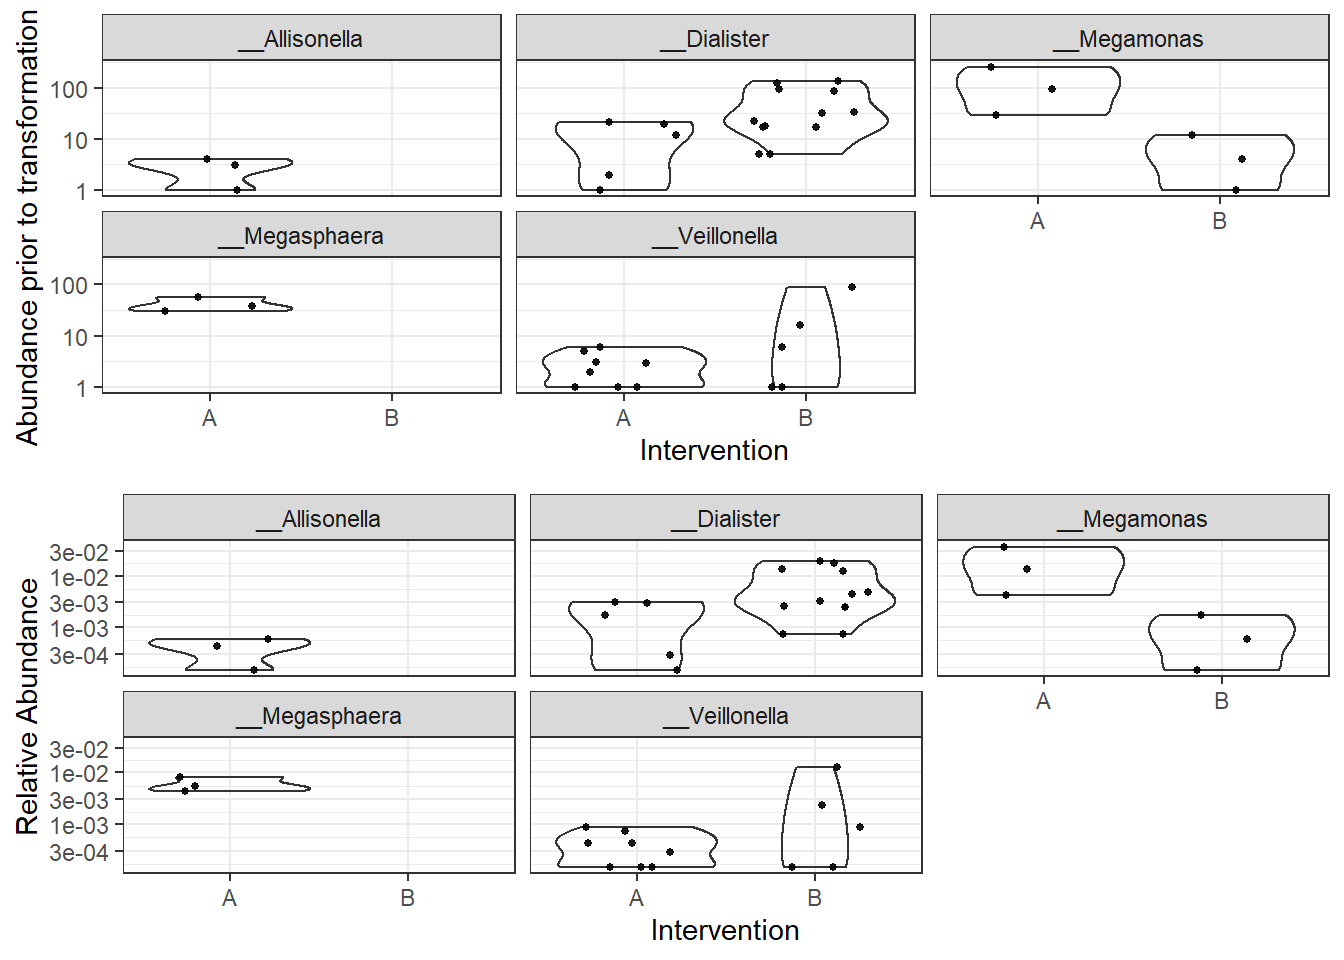 Abundance prior to transformation
__Allisonella
__Dialister
__Megamonas
100
10
1
A
B
__Megasphaera
__Veillonella
100
10
1
A
B
A
B
Intervention
Relative Abundance
__Allisonella
__Dialister
__Megamonas
3e-02
1e-02
3e-03
1e-03
3e-04
A
B
__Megasphaera
__Veillonella
3e-02
1e-02
3e-03
1e-03
3e-04
A
B
A
B
Intervention